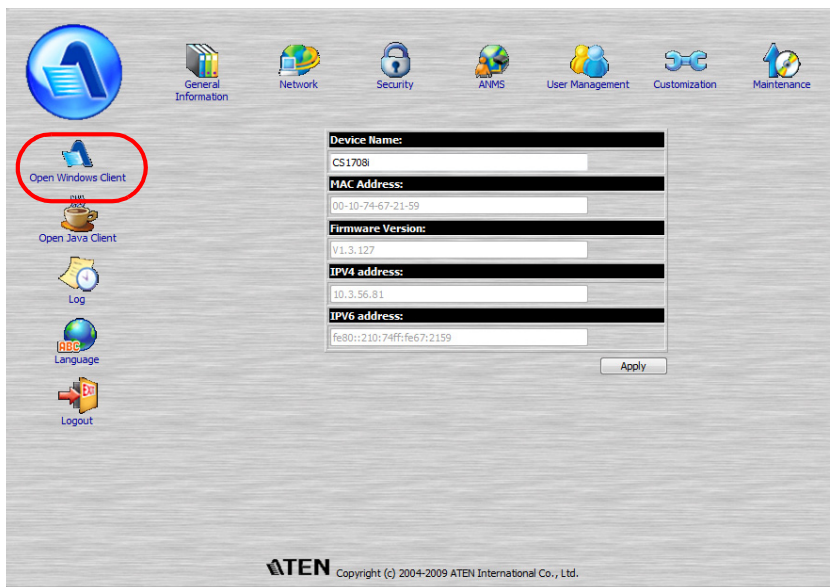 General
Information
Network
Security
ANMS
User Management
Customization
Maintenance
Open Windows Client
Open Java Client
Log
ABC
Language
Logout
Device Name:
CS1708i
MAC Address:
00-10-74-67-21-59
Firmware Version:
V1.3.127
IPV4 address:
10.3.56.81
IPV6 address:
fe80::210:74ff:fe67:2159
Apply
ATEN Copyright (c) 2004-2009 ATEN International Co., Ltd.